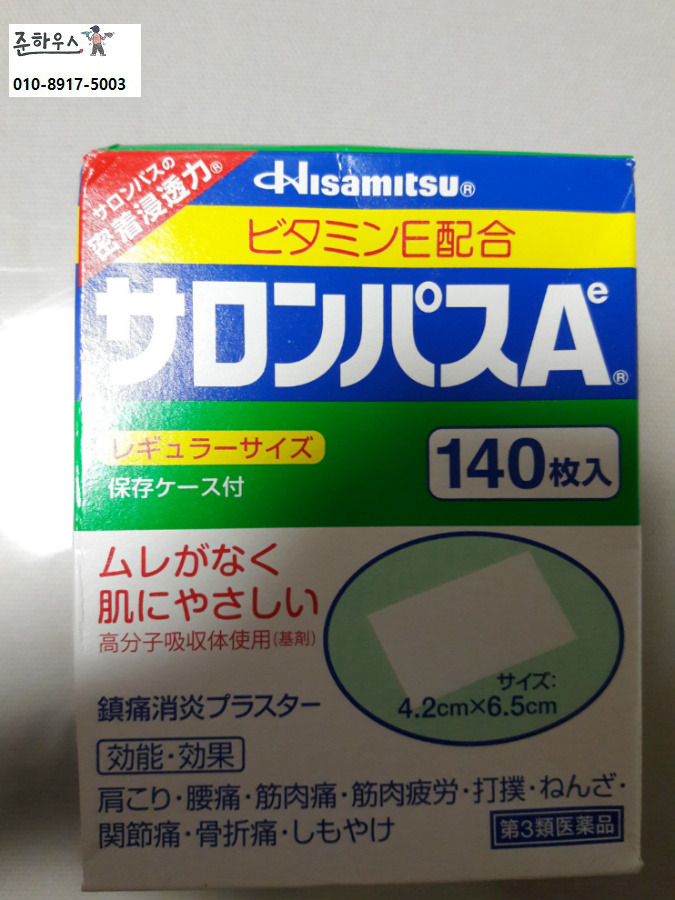 준하우스
010-8917-5003
サロンパスの
密着浸透力®
Hisamitsu®
ビタミンE配合
サロンパスAe®
レギュラーサイズ
140枚入
保存ケース付
ムレがなく
肌にやさしい
高分子吸収体使用(基剤)
サイズ:
4.2cm×6.5cm
鎮痛消炎プラスター
効能・効果
肩こり・腰痛・筋肉痛・筋肉疲労・打撲・ねんざ・
関節痛・骨折痛・しもやけ
第3類医薬品